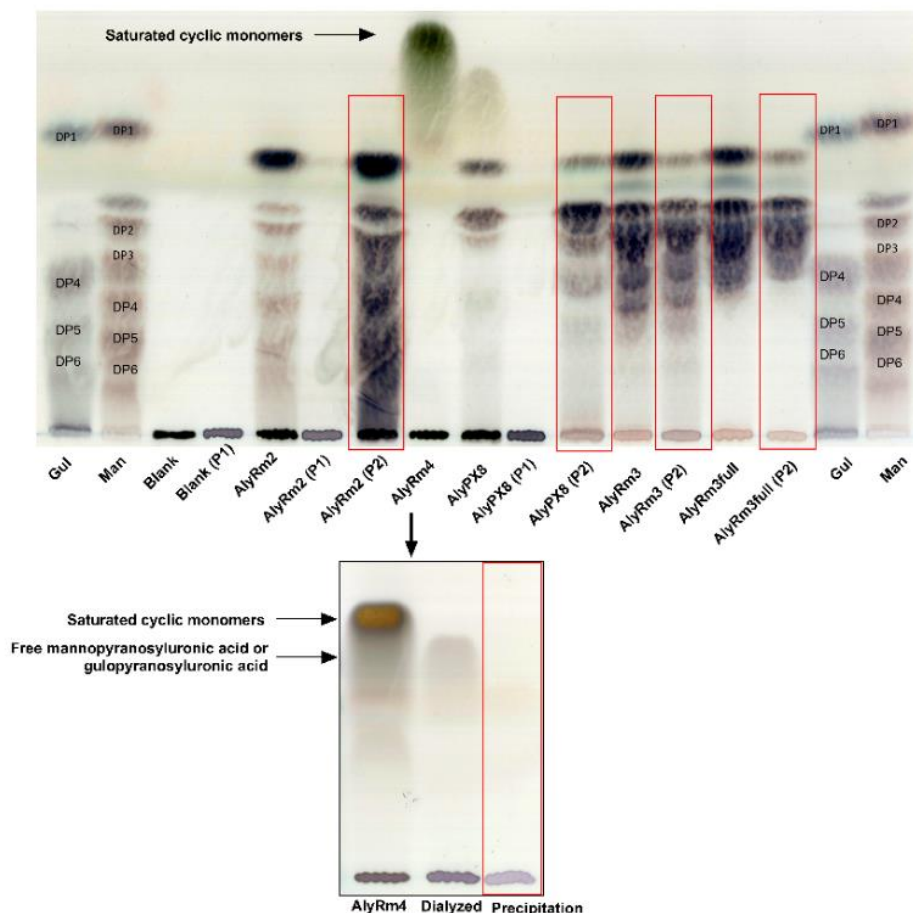 Saturated cyclic monomers
DP1
DP1
DP1
DP1
DP2
DP2
DP3
DP3
DP4
DP4
DP4
DP4
DP5
DP5
DP5
DP5
DP6
DP6
DP6
DP6
Gul
Man
Blank
Blank (P1)
AlyRm2
AlyRm2 (P1)
AlyRm2 (P2)
AlyRm4
AlyPX8
AlyPX8 (P1)
AlyPX8 (P2)
AlyRm3
AlyRm3 (P2)
AlyRm3full
AlyRm3full (P2)
Gul
Man
Saturated cyclic monomers
Free mannopyranosyluronic acid or
gulopyranosyluronic acid
AlyRm4 Dialyzed Precipitation